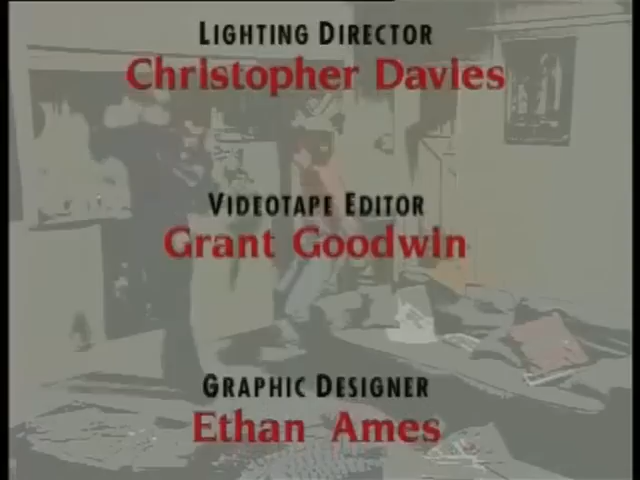 LIGHTING DIRECTOR
Christopher Davies
VIDEOTAPE EDITOR
Grant Goodwin
GRAPHIC DESIGNER
Ethan Ames